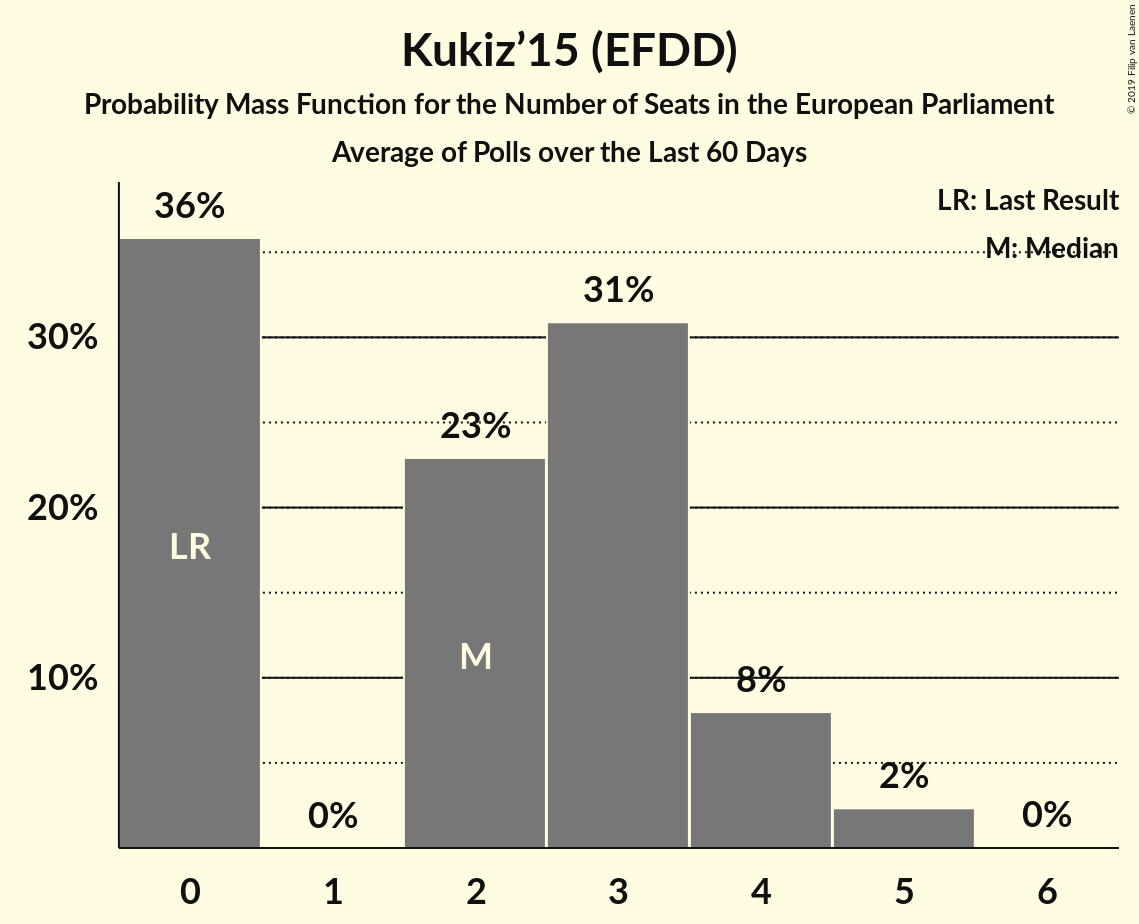 Kukiz’15 (EFDD)
Probability Mass Function for the Number of Seats in the European Parliament
Average of Polls over the Last 60 Days
© 2019 Filip van Laenen
LR: Last Result
M: Median
36%
31%
30%
23%
20%
LR
M
10%
8%
2%
0%
0%
0 1 2 3 4 5 6